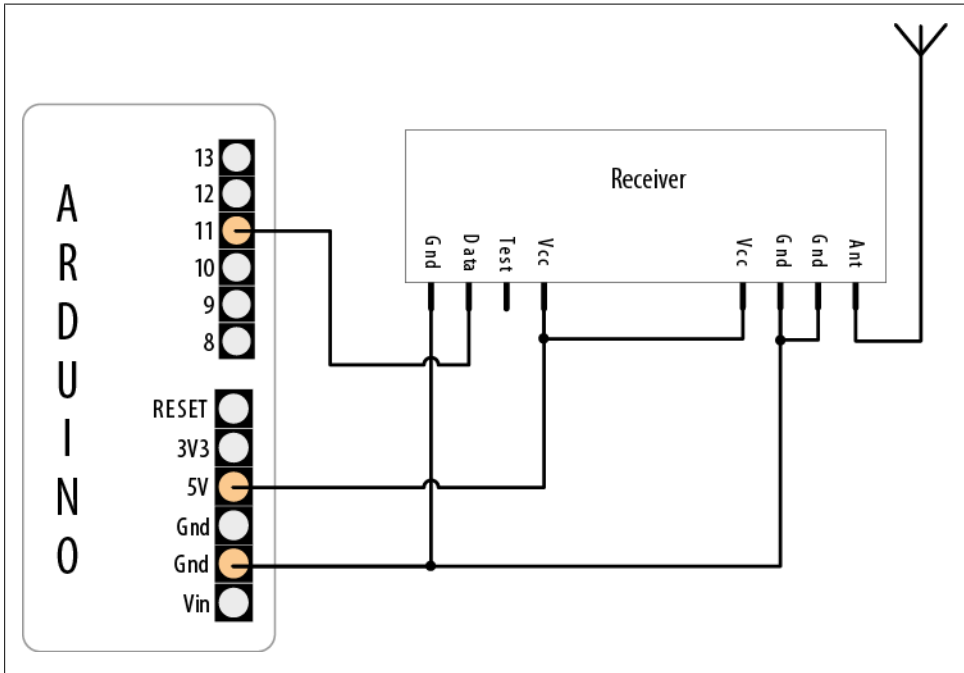 ARDUINO
13
12
11
10
9
8
RESET
3V3
5V
Gnd
Gnd
Vin
Receiver
Gnd
Data
Test
Vcc
Vcc
Gnd
Gnd
Ant